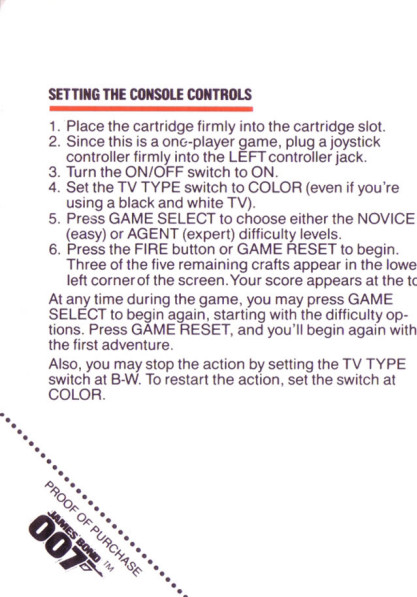 SETTING THE CONSOLE CONTROLS
1. Place the cartridge firmly into the cartridge slot.
2. Since this is a one-player game, plug a joystick
controller firmly into the LEFT controller jack.
3. Turn the ON/OFF switch to ON.
4. Set the TV TYPE switch to COLOR (even if you're
using a black and white TV).
5. Press GAME SELECT to choose either the NOVICE
(easy) or AGENT (expert) difficulty levels.
6. Press the FIRE button or GAME RESET to begin.
Three of the five remaining crafts appear in the lowe
left corner of the screen. Your score appears at the to
At any time during the game, you may press GAME
SELECT to begin again, starting with the difficulty op-
tions. Press GAME RESET, and you'll begin again with
the first adventure.
Also, you may stop the action by setting the TV TYPE
switch at B-W. To restart the action, set the switch at
COLOR.
PROOF OF PURCHASE
JAMES BOND
007 TM